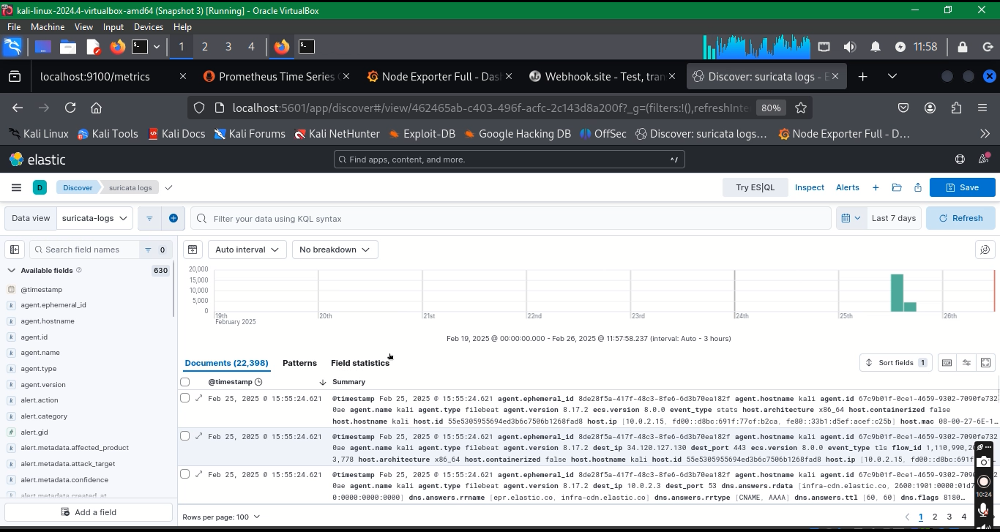 kali-linux-2024.4-virtualbox-amd64 (Snapshot 3) [Running] - Oracle VirtualBox
File Machine View Input Devices Help
1 2 3 4 11:58
localhost:9100/metrics Prometheus Time Series Node Exporter Full - Das Webhook.site - Test, tran Discover: suricata logs - E
localhost:5601/app/discover#/view/462465ab-c403-496f-acfc-2c143d8a200f?_g=(filters:!(),refreshInte 80%
Kali Linux Kali Tools Kali Docs Kali Forums Kali NetHunter Exploit-DB Google Hacking DB OffSec Discover: suricata logs... Node Exporter Full - D...
elastic Find apps, content, and more. ^/
D Discover suricata logs Try ES|QL Inspect Alerts Save
Data view suricata-logs Filter your data using KQL syntax Last 7 days Refresh
Search field names 0 Auto interval No breakdown
Available fields 630
@timestamp
agent.ephemeral_id
agent.hostname
agent.id
agent.name
agent.type
agent.version
alert.action
alert.category
alert.gid
alert.metadata.affected_product
alert.metadata.attack_target
alert.metadata.confidence
alert.metadata.created_at
Add a field
20,000
15,000
10,000
5,000
0
19th 20th 21st 22nd 23rd 24th 25th 26th
February 2025
Feb 19, 2025 @ 00:00:00.000 - Feb 26, 2025 @ 11:57:58.237 (interval: Auto - 3 hours)
Documents (22,398) Patterns Field statistics Sort fields 1
@timestamp Summary
Feb 25, 2025 @ 15:55:24.621 @timestamp Feb 25, 2025 @ 15:55:24.621 agent.ephemeral_id 8de28f5a-417f-48c3-8fe6-6d3b70ea182f agent.hostname kali agent.id 67c9b01f-0ce1-4659-9302-7090fe732
0ae agent.name kali agent.type filebeat agent.version 8.17.2 ecs.version 8.0.0 event_type stats host.architecture x86_64 host.containerized false
host.hostname kali host.id 55e5305955694ed3b6c7506b1268fad8 host.ip [10.0.2.15, fd00::d8bc:691f:77cf:b2ca, fe80::33b1:d5ef:acef:c25b] host.mac 08-00-27-6E-1...
Feb 25, 2025 @ 15:55:24.621 @timestamp Feb 25, 2025 @ 15:55:24.621 agent.ephemeral_id 8de28f5a-417f-48c3-8fe6-6d3b70ea182f agent.hostname kali agent.id 67c9b01f-0ce1-4659-9302-7090fe732
0ae agent.name kali agent.type filebeat agent.version 8.17.2 dest_ip 34.120.127.130 dest_port 443 ecs.version 8.0.0 event_type tls flow_id 1,110,990,2
3,778 host.architecture x86_64 host.containerized false host.hostname kali host.id 55e5305955694ed3b6c7506b1268fad8 host.ip [10.0.2.15, fd00::d8bc:691f
Feb 25, 2025 @ 15:55:24.621 @timestamp Feb 25, 2025 @ 15:55:24.621 agent.ephemeral_id 8de28f5a-417f-48c3-8fe6-6d3b70ea182f agent.hostname kali agent.id 67c9b01f-0ce1-4659-9302-7090
0ae agent.name kali agent.type filebeat agent.version 8.17.2 dest_ip 10.0.2.3 dest_port 53 dns.answers.rdata [infra-cdn.elastic.co, 2600:1901:0000:01d7
0:0000:0000:0000] dns.answers.rrname [epr.elastic.co, infra-cdn.elastic.co] dns.answers.rrtype [CNAME, AAAA] dns.answers.ttl [60, 60] dns.flags 8180...
10:24
Rows per page: 100 1 2 3 4